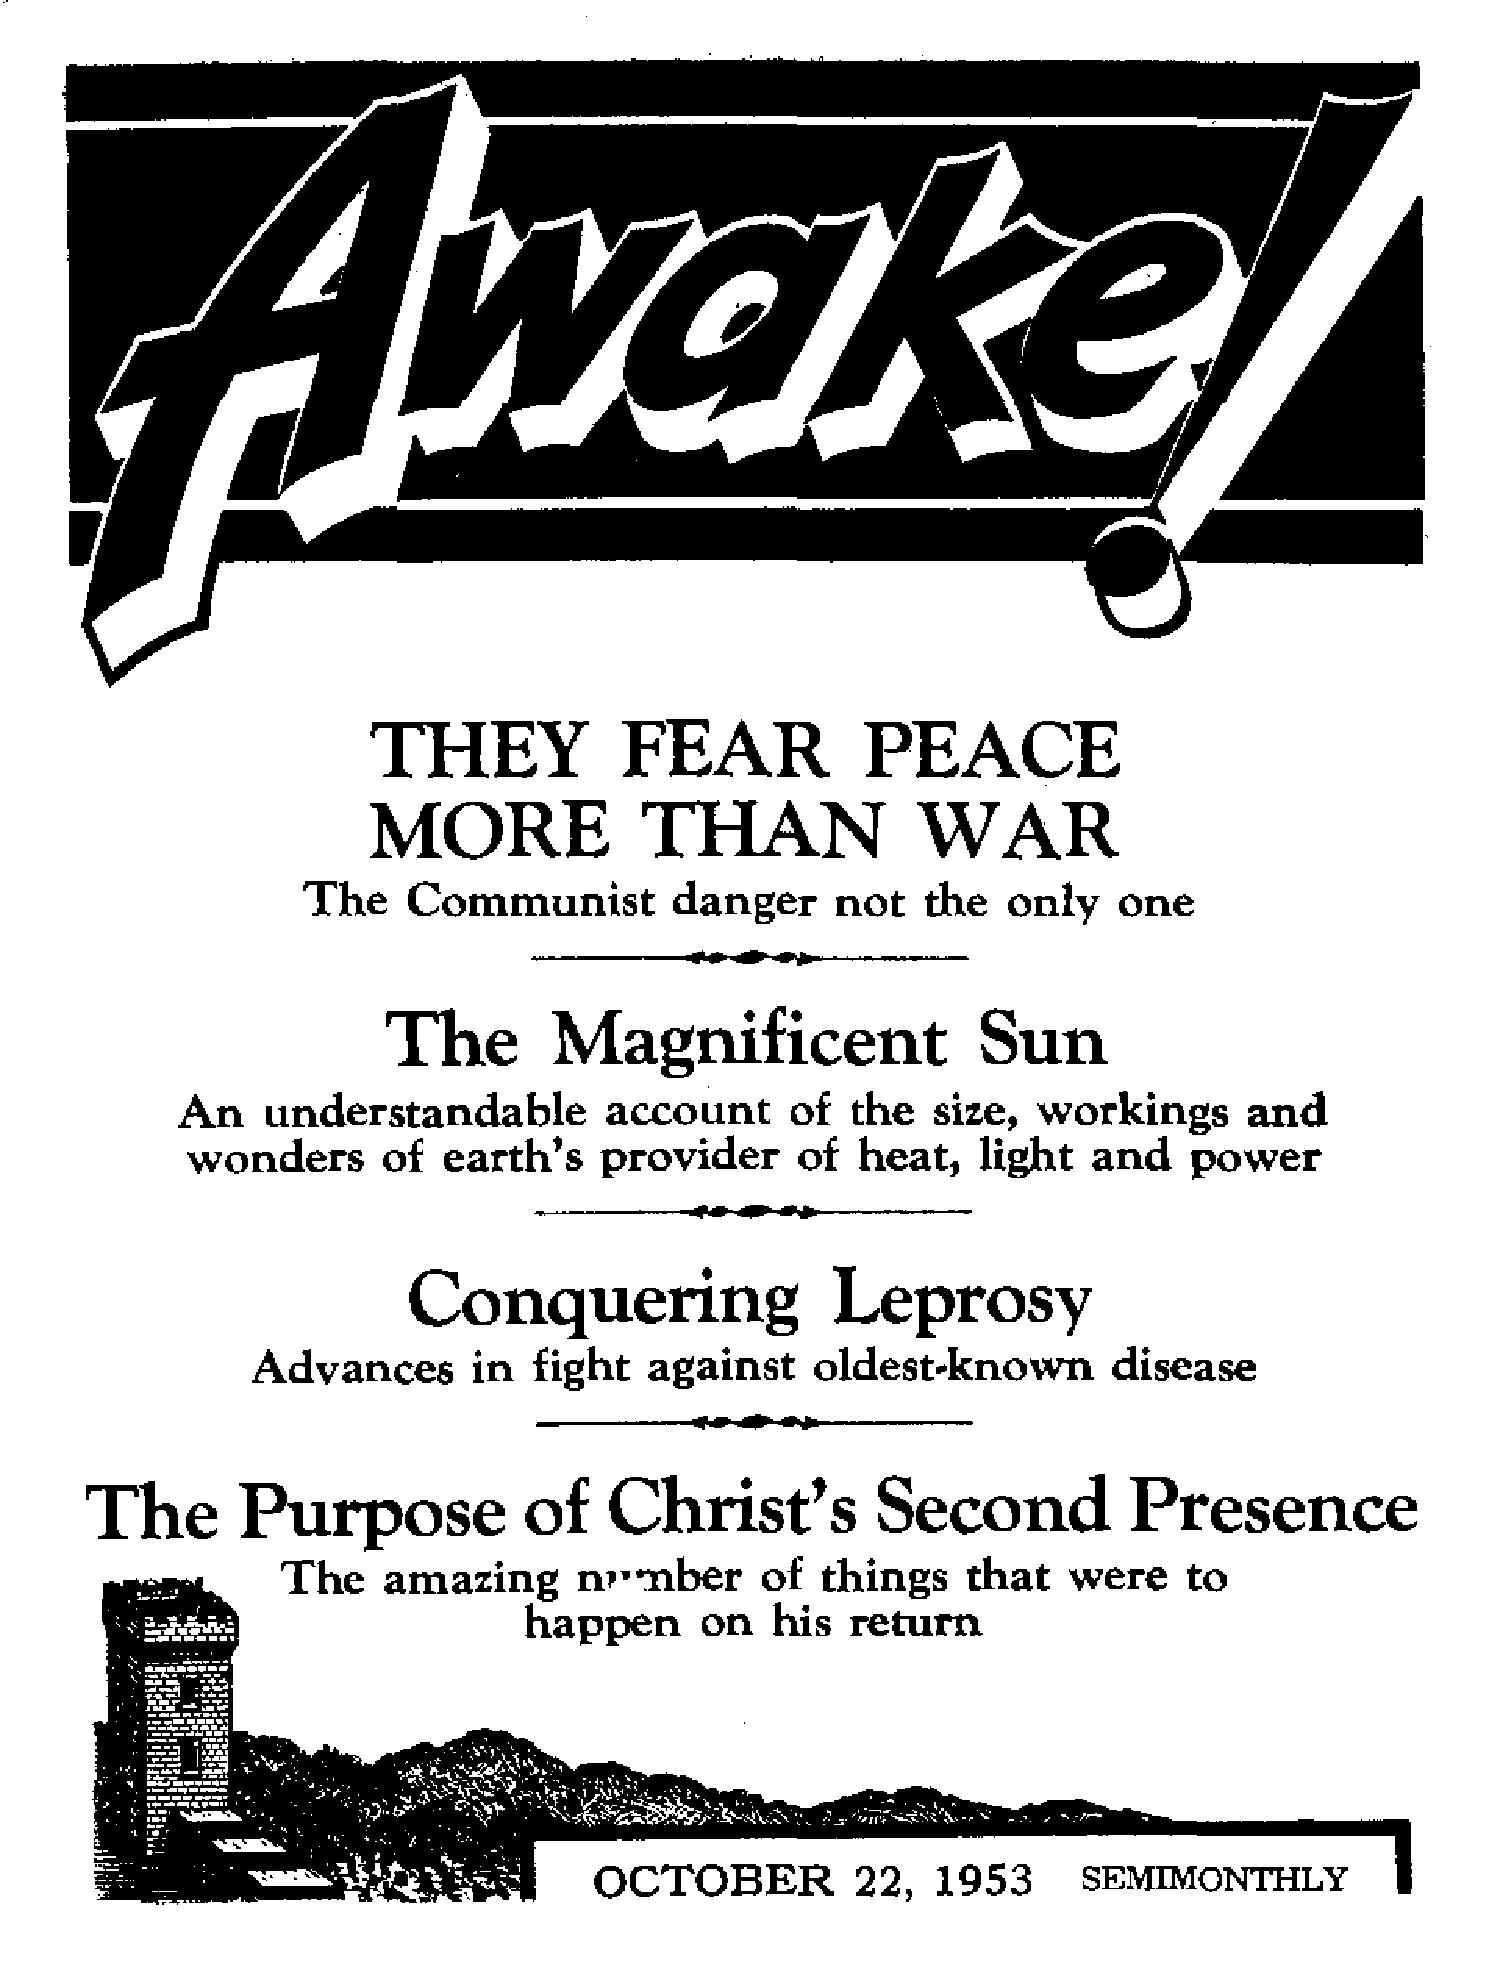 Awake!
THEY FEAR PEACE
MORE THAN WAR
The Communist danger not the only one
The Magnificent Sun
An understandable account of the size, workings and
wonders of earth's provider of heat, light and power
Conquering Leprosy
Advances in fight against oldest-known disease
The Purpose of Christ's Second Presence
The amazing number of things that were to
happen on his return
OCTOBER 22, 1953 SEMIMONTHLY